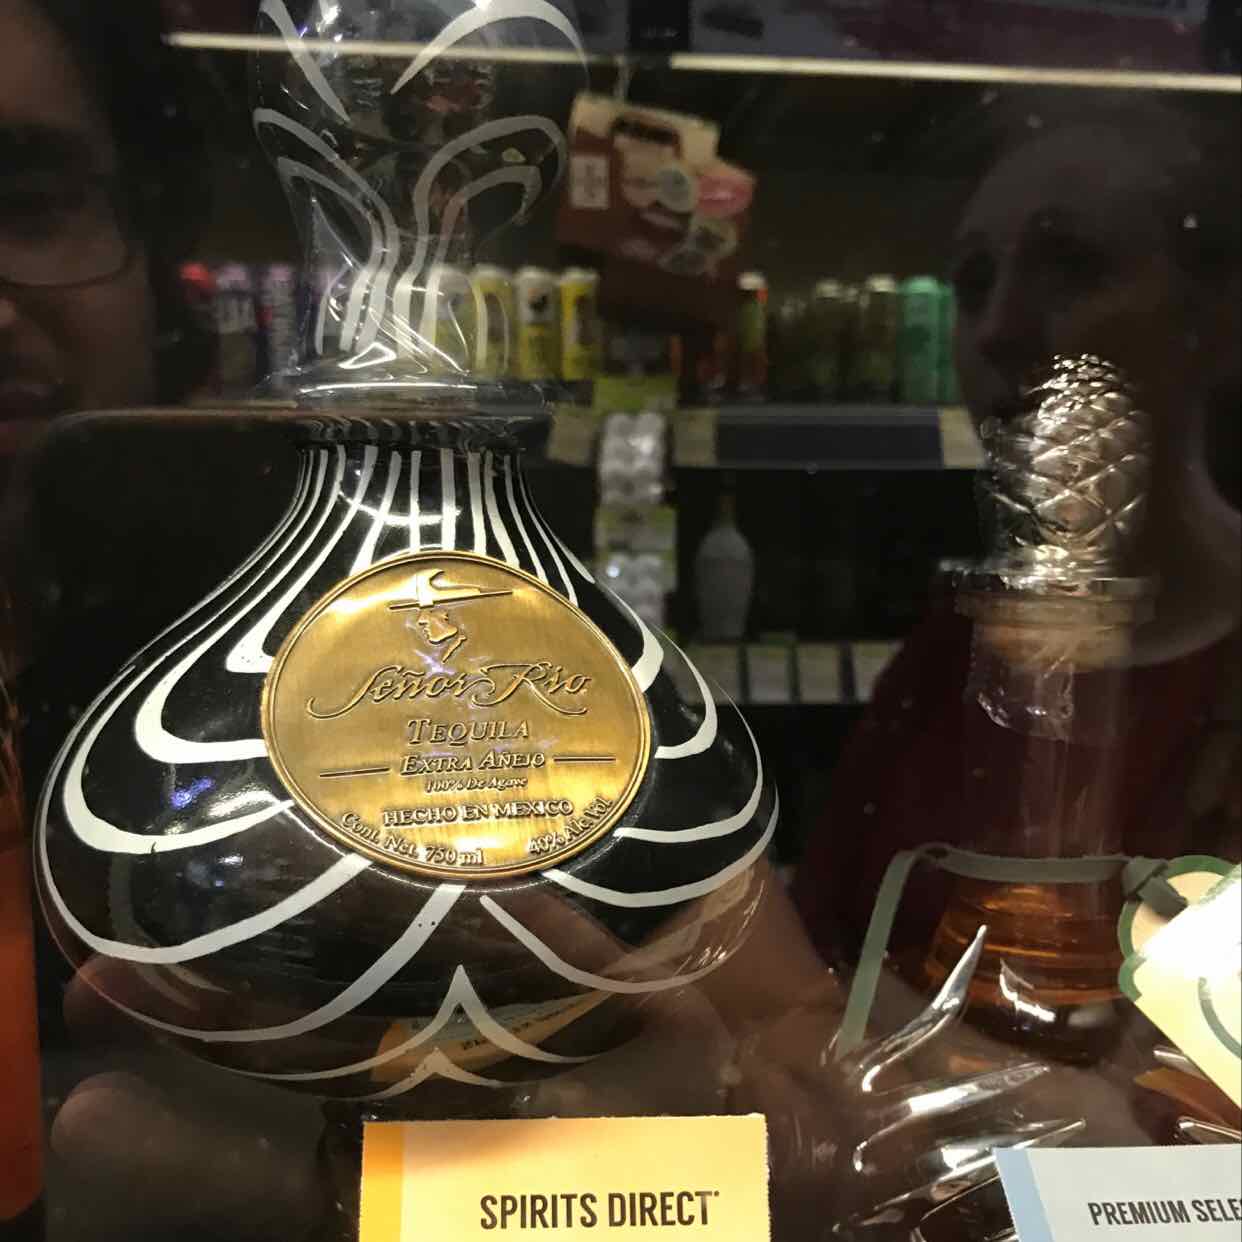 Señor Rio
TEQUILA
EXTRA AÑEJO
100% De Agave
HECHO EN MEXICO
Cont. Net. 750 ml 40% Alc. Vol.
SPIRITS DIRECT
PREMIUM SELE